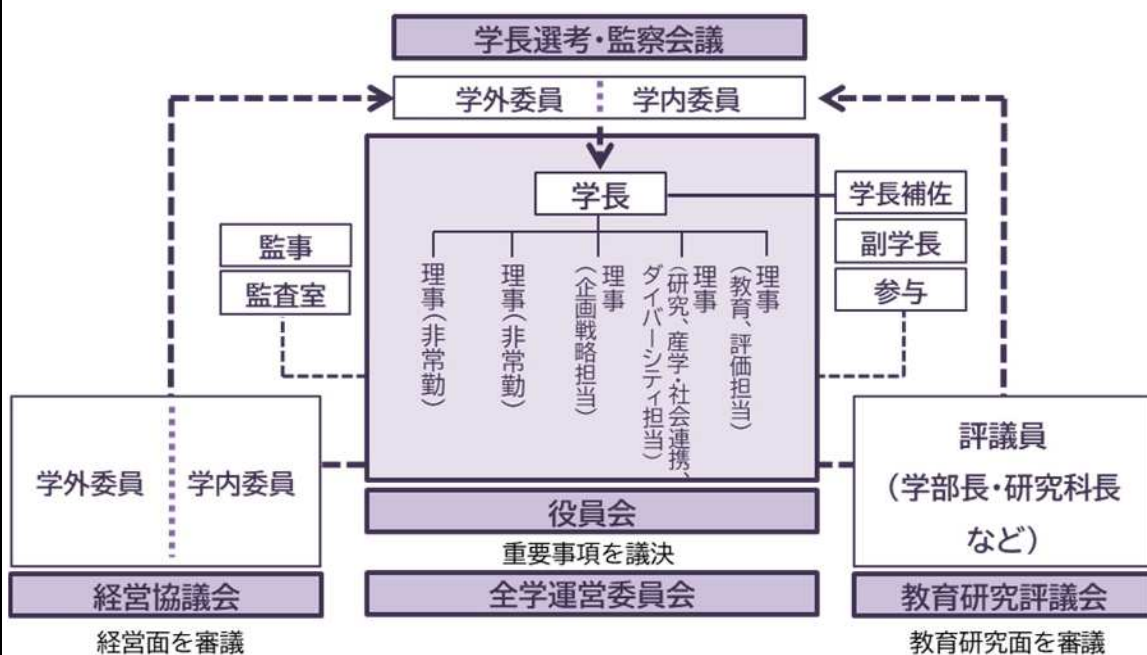 学長選考・監察会議
学外委員
学内委員
学長
学長補佐
副学長
参与
監事
監査室
理事
(教育、評価担当)
理事
(研究、産学・社会連携、
ダイバーシティ担当)
理事
(企画戦略担当)
理事(非常勤)
理事(非常勤)
学外委員
学内委員
評議員
(学部長・研究科長
など)
役員会
重要事項を議決
経営協議会
経営面を審議
全学運営委員会
教育研究評議会
教育研究面を審議